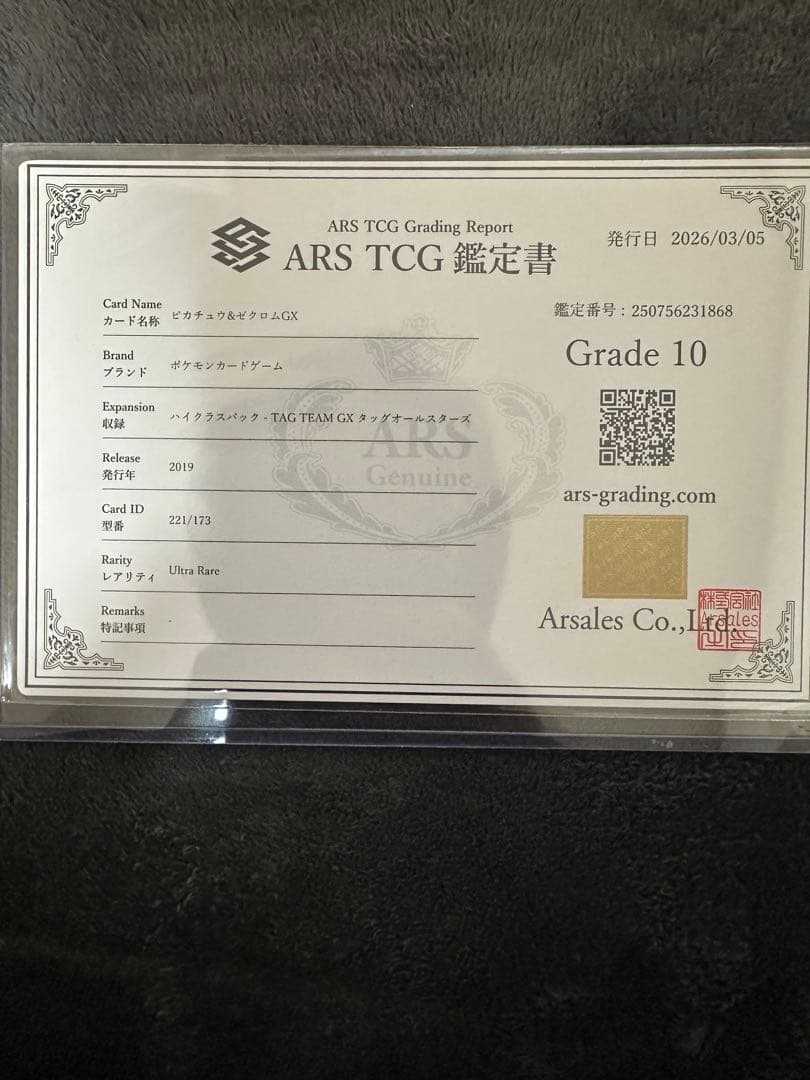 ARS TCG Grading Report
ARS TCG 鑑定書
発行日 2026/03/05
Card Name
カード名称 ピカチュウ&ゼクロムGX
Brand
ブランド ポケモンカードゲーム
Expansion
収録 ハイクラスパック - TAG TEAM GX タッグオールスターズ
Release
発行年 2019
Card ID
型番 221/173
Rarity
レアリティ Ultra Rare
Remarks
特記事項 -
ARS
Genuine
鑑定番号：250756231868
Grade 10
ars-grading.com
Arsales Co.,Ltd.
株式会社
Arsales